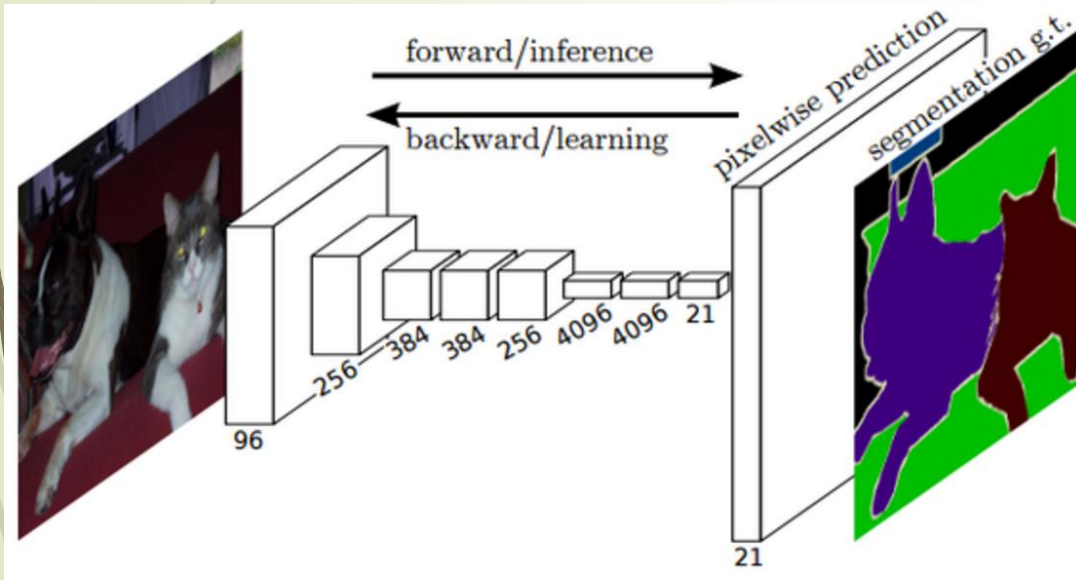 forward/inference
backward/learning
pixelwise prediction
segmentation g.t.
96
256
384
384
256
4096
4096
21
21